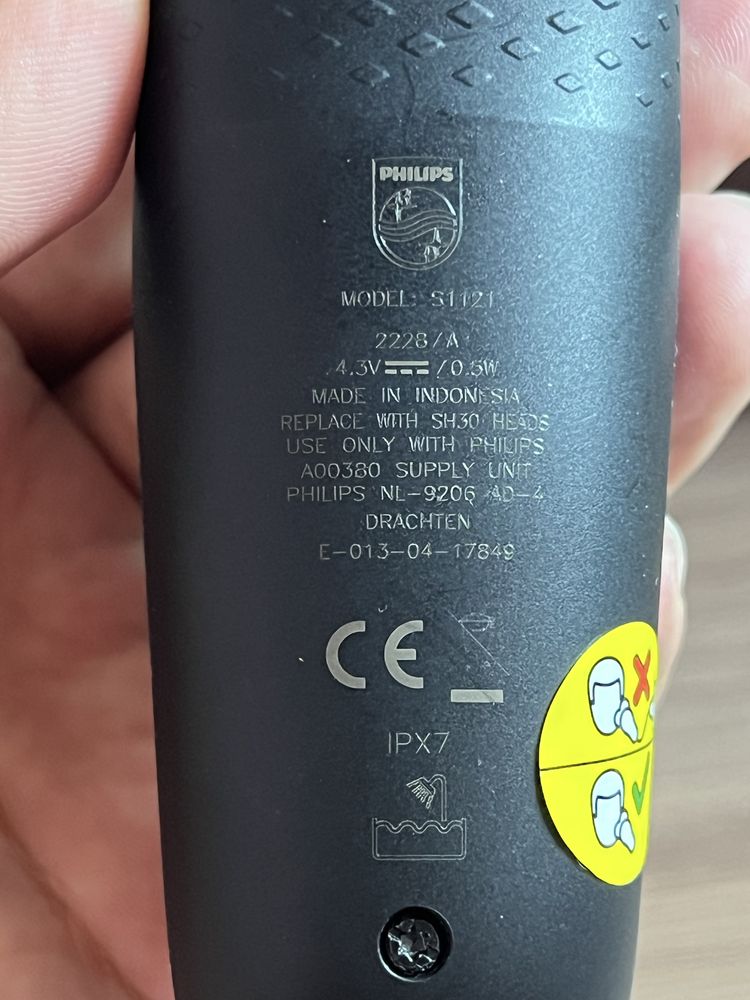 PHILIPS
MODEL: S1121
2228/A
4.3V⎓/0.5W
MADE IN INDONESIA
REPLACE WITH SH30 HEADS
USE ONLY WITH PHILIPS
A00380 SUPPLY UNIT
PHILIPS NL-9206 AD-4
DRACHTEN
E-013-04-17849
CE
IPX7